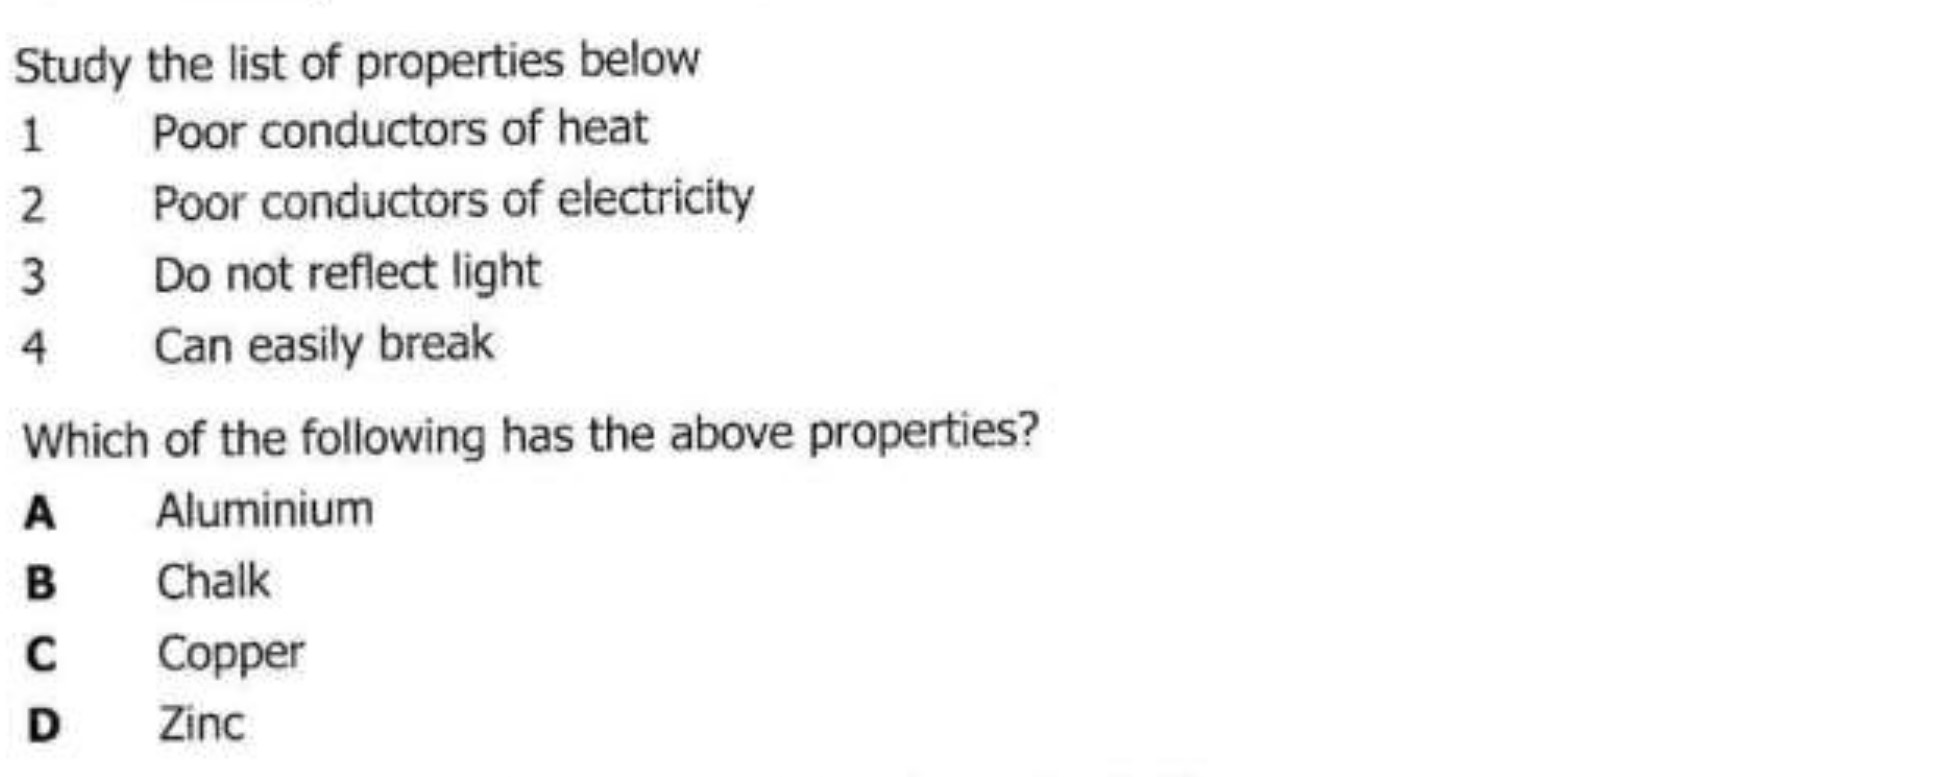 Study the list of properties below
1 Poor conductors of heat
2 Poor conductors of electricity
3 Do not reflect light
4 Can easily break
Which of the following has the above properties?
A Aluminium
B Chalk
C Copper
D Zinc